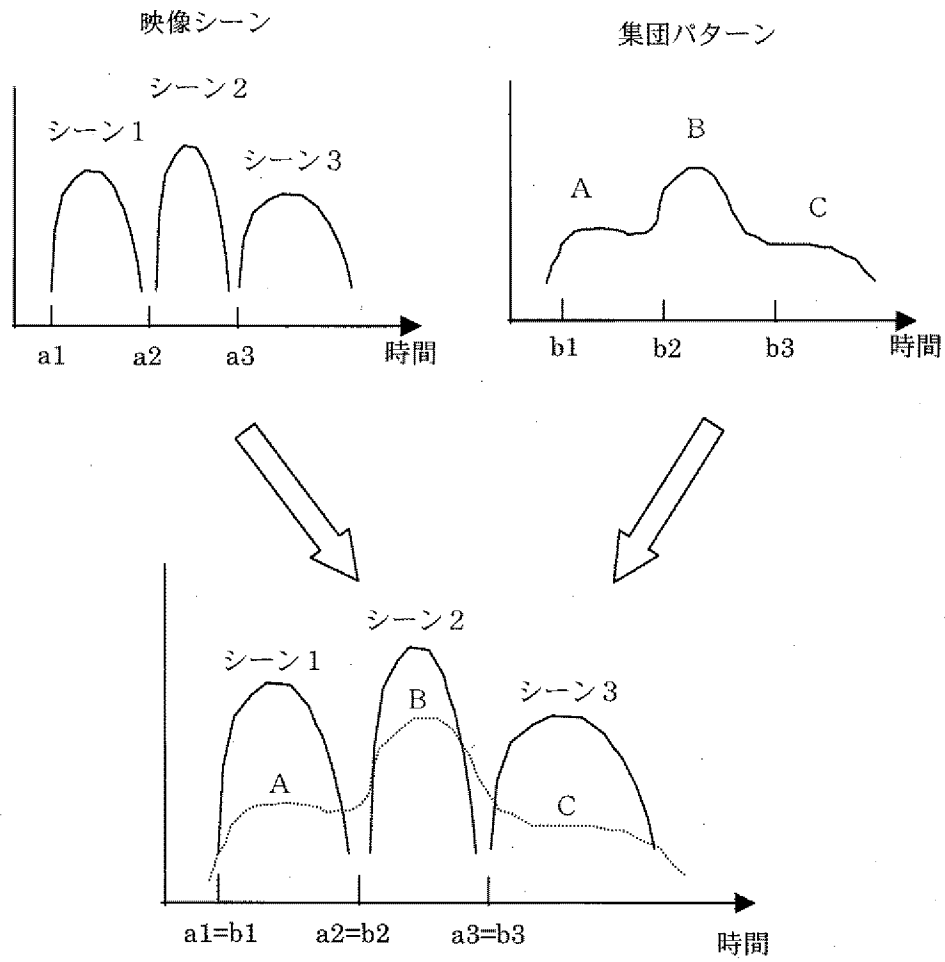 映像シーン
集団パターン
シーン2
シーン1
シーン3
B
A
C
a1 a2 a3
時間
b1 b2 b3
時間
シーン2
シーン1
シーン3
B
A
C
a1=b1 a2=b2 a3=b3
時間